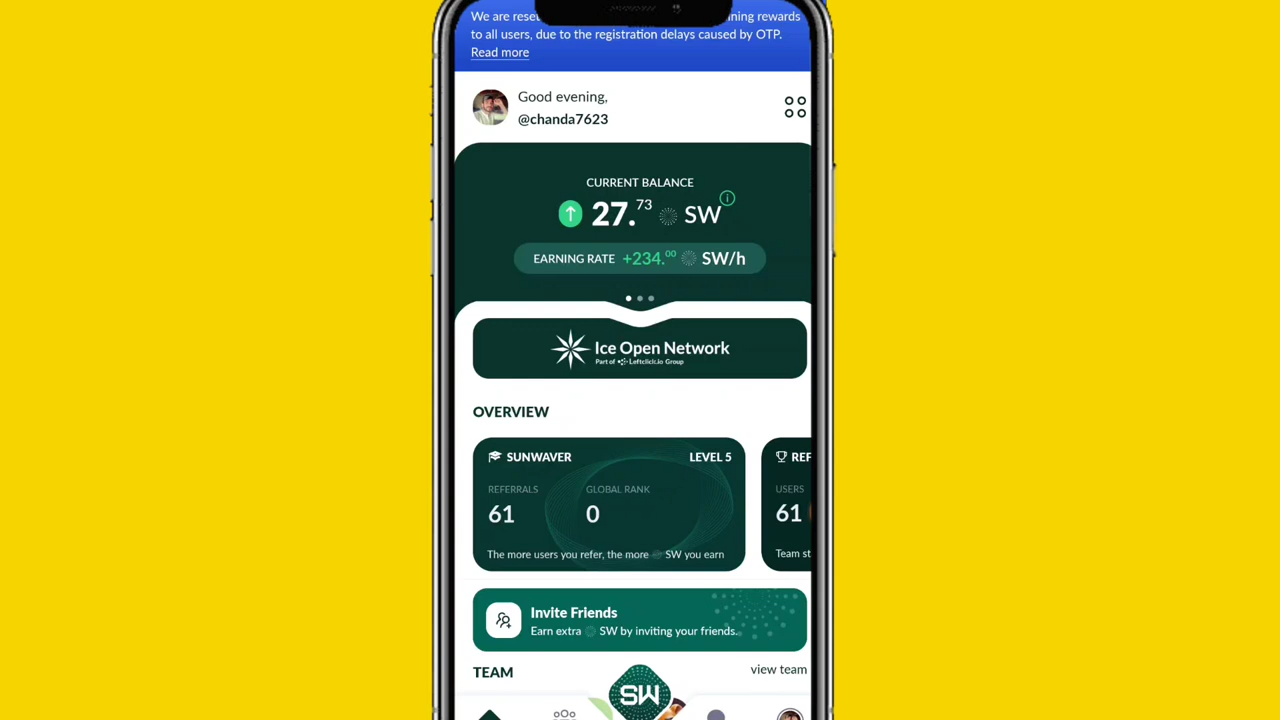 We are rese ning rewards
to all users, due to the registration delays caused by OTP.
Read more
Good evening,
@chanda7623
CURRENT BALANCE
27.73 SW
EARNING RATE +234.00 SW/h
Ice Open Network
Part of Leftclick.io Group
OVERVIEW
SUNWAVER LEVEL 5
REFERRALS GLOBAL RANK
61 0
The more users you refer, the more SW you earn
REF
USERS
61
Team st
Invite Friends
Earn extra SW by inviting your friends.
TEAM view team
SW